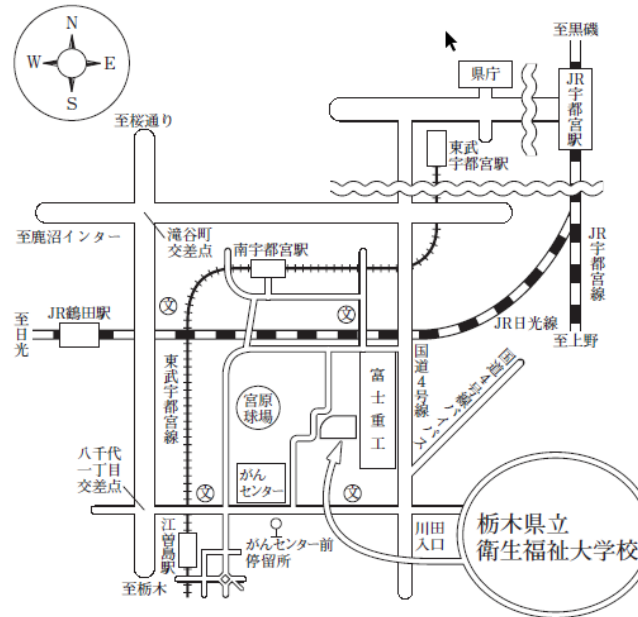 N
W
E
S
至黒磯
県庁
JR宇都宮駅
至桜通り
東武
宇都宮駅
至鹿沼インター
滝谷町
交差点
南宇都宮駅
JR宇都宮線
JR鶴田駅
文
文
至日光
JR日光線
至上野
東武宇都宮線
国道4号線
国道4号線バイパス
富士重工
宮原
球場
八千代
一丁目
交差点
文
がん
センター
文
江曽島駅
がんセンター前
停留所
川田
入口
栃木県立
衛生福祉大学校
至栃木